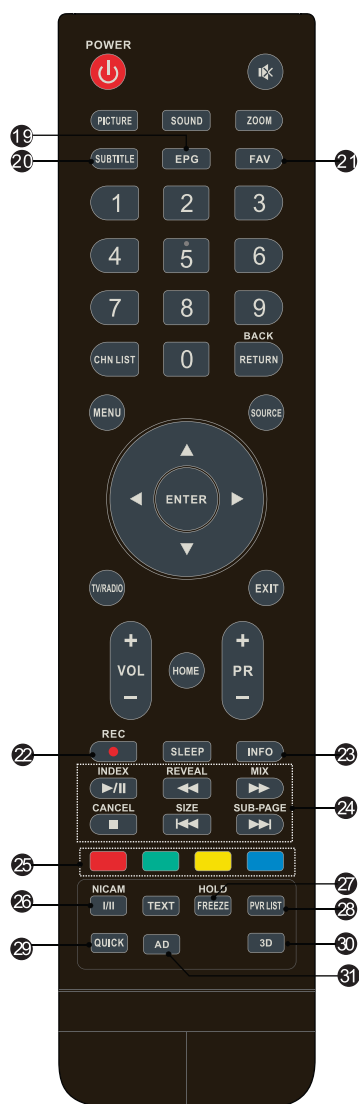 POWER
PICTURE SOUND ZOOM
19
20 SUBTITLE EPG FAV 21
1 2 3
4 5 6
7 8 9
BACK
CHN LIST 0 RETURN
MENU SOURCE
ENTER
TV/RADIO EXIT
+ +
VOL HOME PR
− −
REC
22 SLEEP INFO 23
INDEX REVEAL MIX
24
CANCEL SIZE SUB-PAGE
25
NICAM HOLD 27
26 I/II TEXT FREEZE PVR LIST 28
29 QUICK AD 3D 30
31